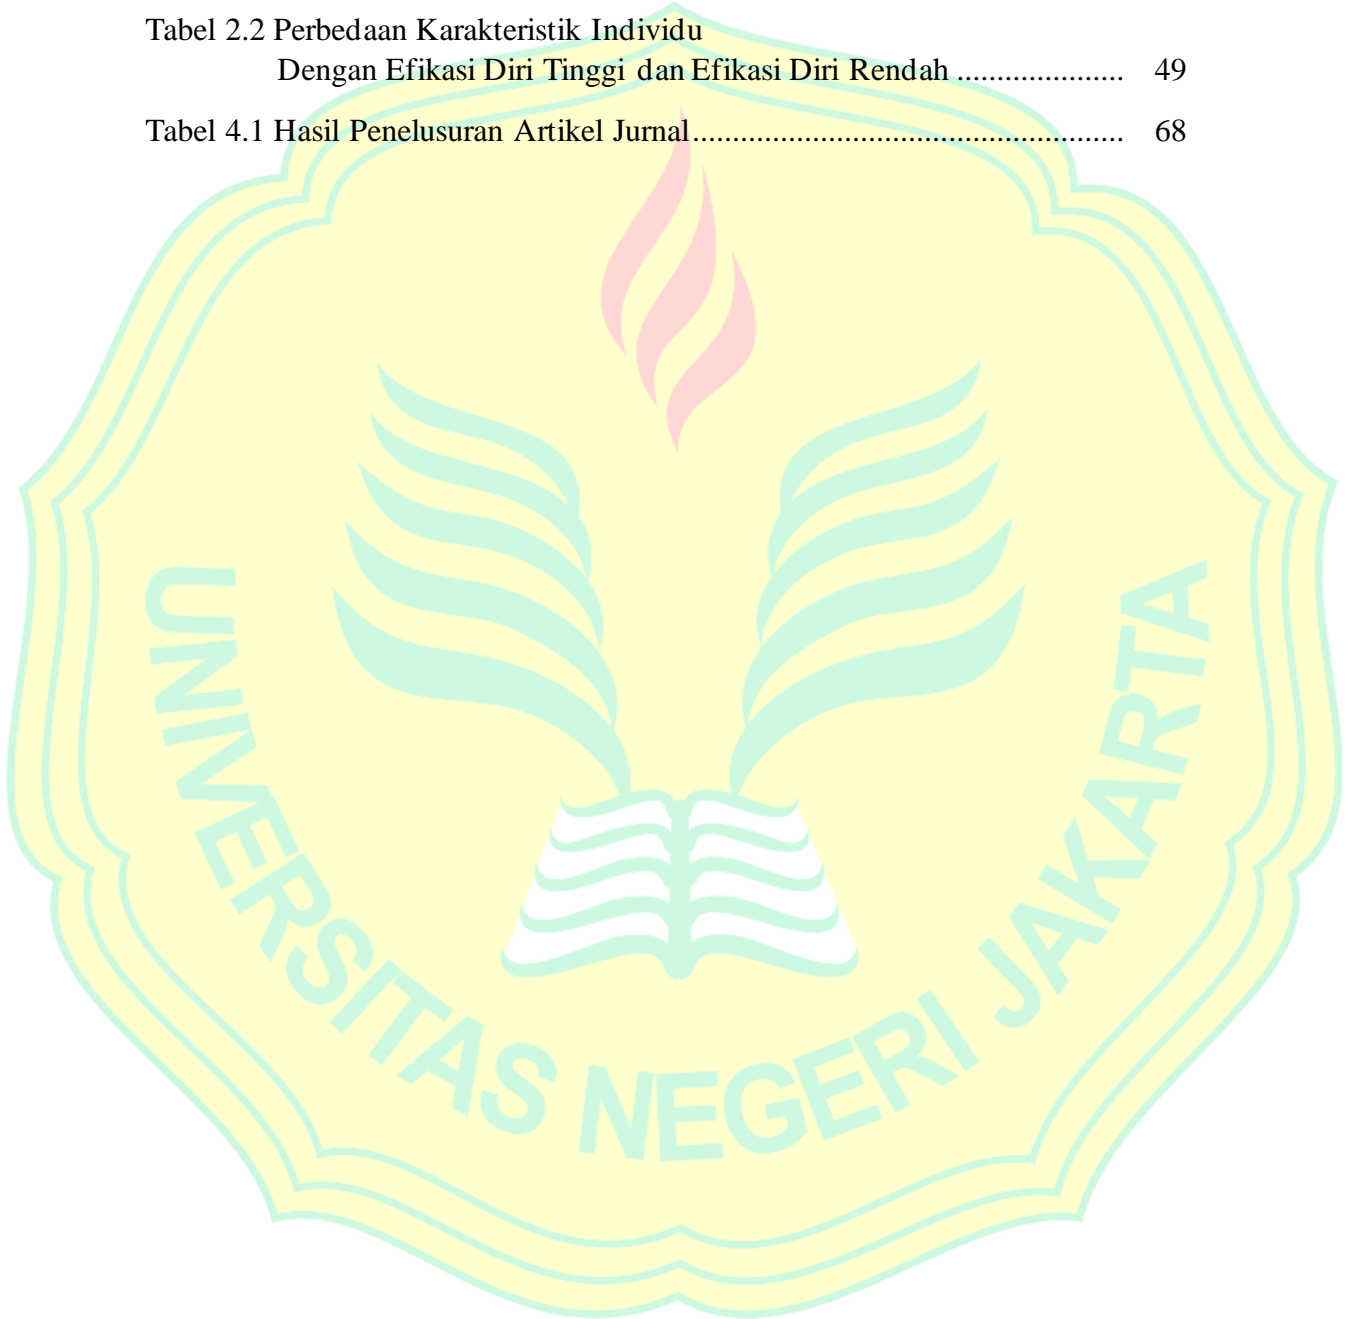 Tabel 2.2 Perbedaan Karakteristik Individu
Dengan Efikasi Diri Tinggi dan Efikasi Diri Rendah ..................... 49
Tabel 4.1 Hasil Penelusuran Artikel Jurnal...................................................... 68
UNIVERSITAS NEGERI JAKARTA